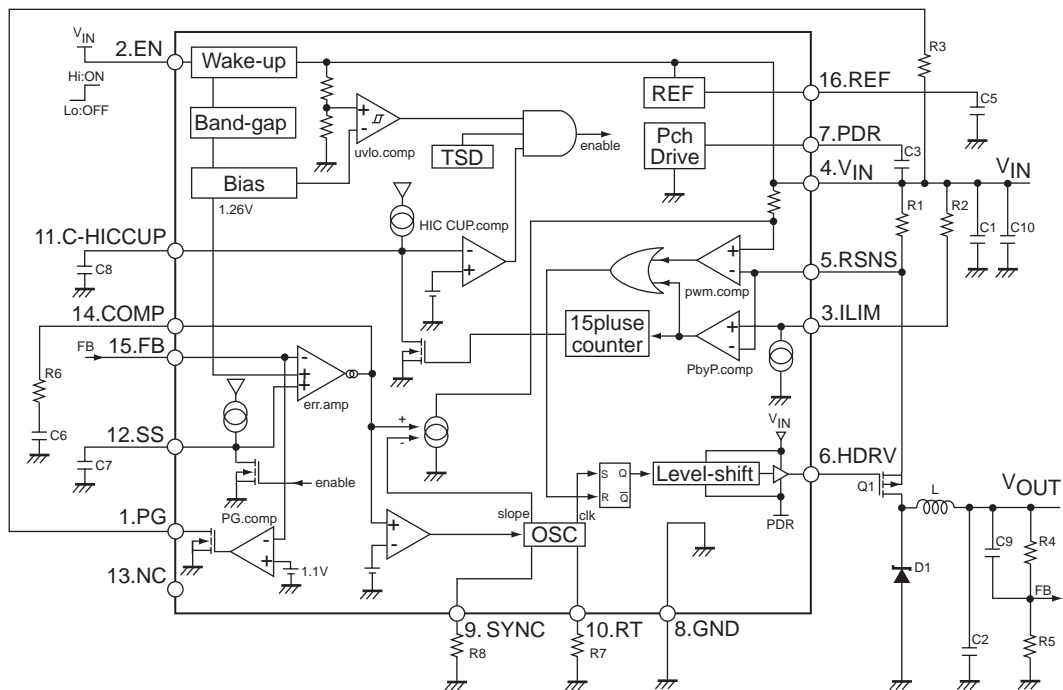 VIN
2.EN
Hi:ON
Lo:OFF
Wake-up
Band-gap
Bias
1.26V
+
-
uvlo.comp
TSD
enable
REF
Pch
Drive
R3
16.REF
C5
7.PDR
C3
4.VIN
VIN
R1
R2
C1
C10
11.C-HICCUP
C8
HIC CUP.comp
-
+
+
-
pwm.comp
5.RSNS
14.COMP
15pluse
counter
+
-
PbyP.comp
3.ILIM
FB
15.FB
R6
C6
-
+
+
err.amp
12.SS
C7
enable
+
-
VIN
6.HDRV
S
Q
R
Q
Level-shift
PDR
Q1
L
VOUT
1.PG
PG.comp
-
+
1.1V
slope
clk
OSC
+
-
C9
R4
D1
FB
13.NC
9. SYNC
10.RT
8.GND
R8
R7
C2
R5